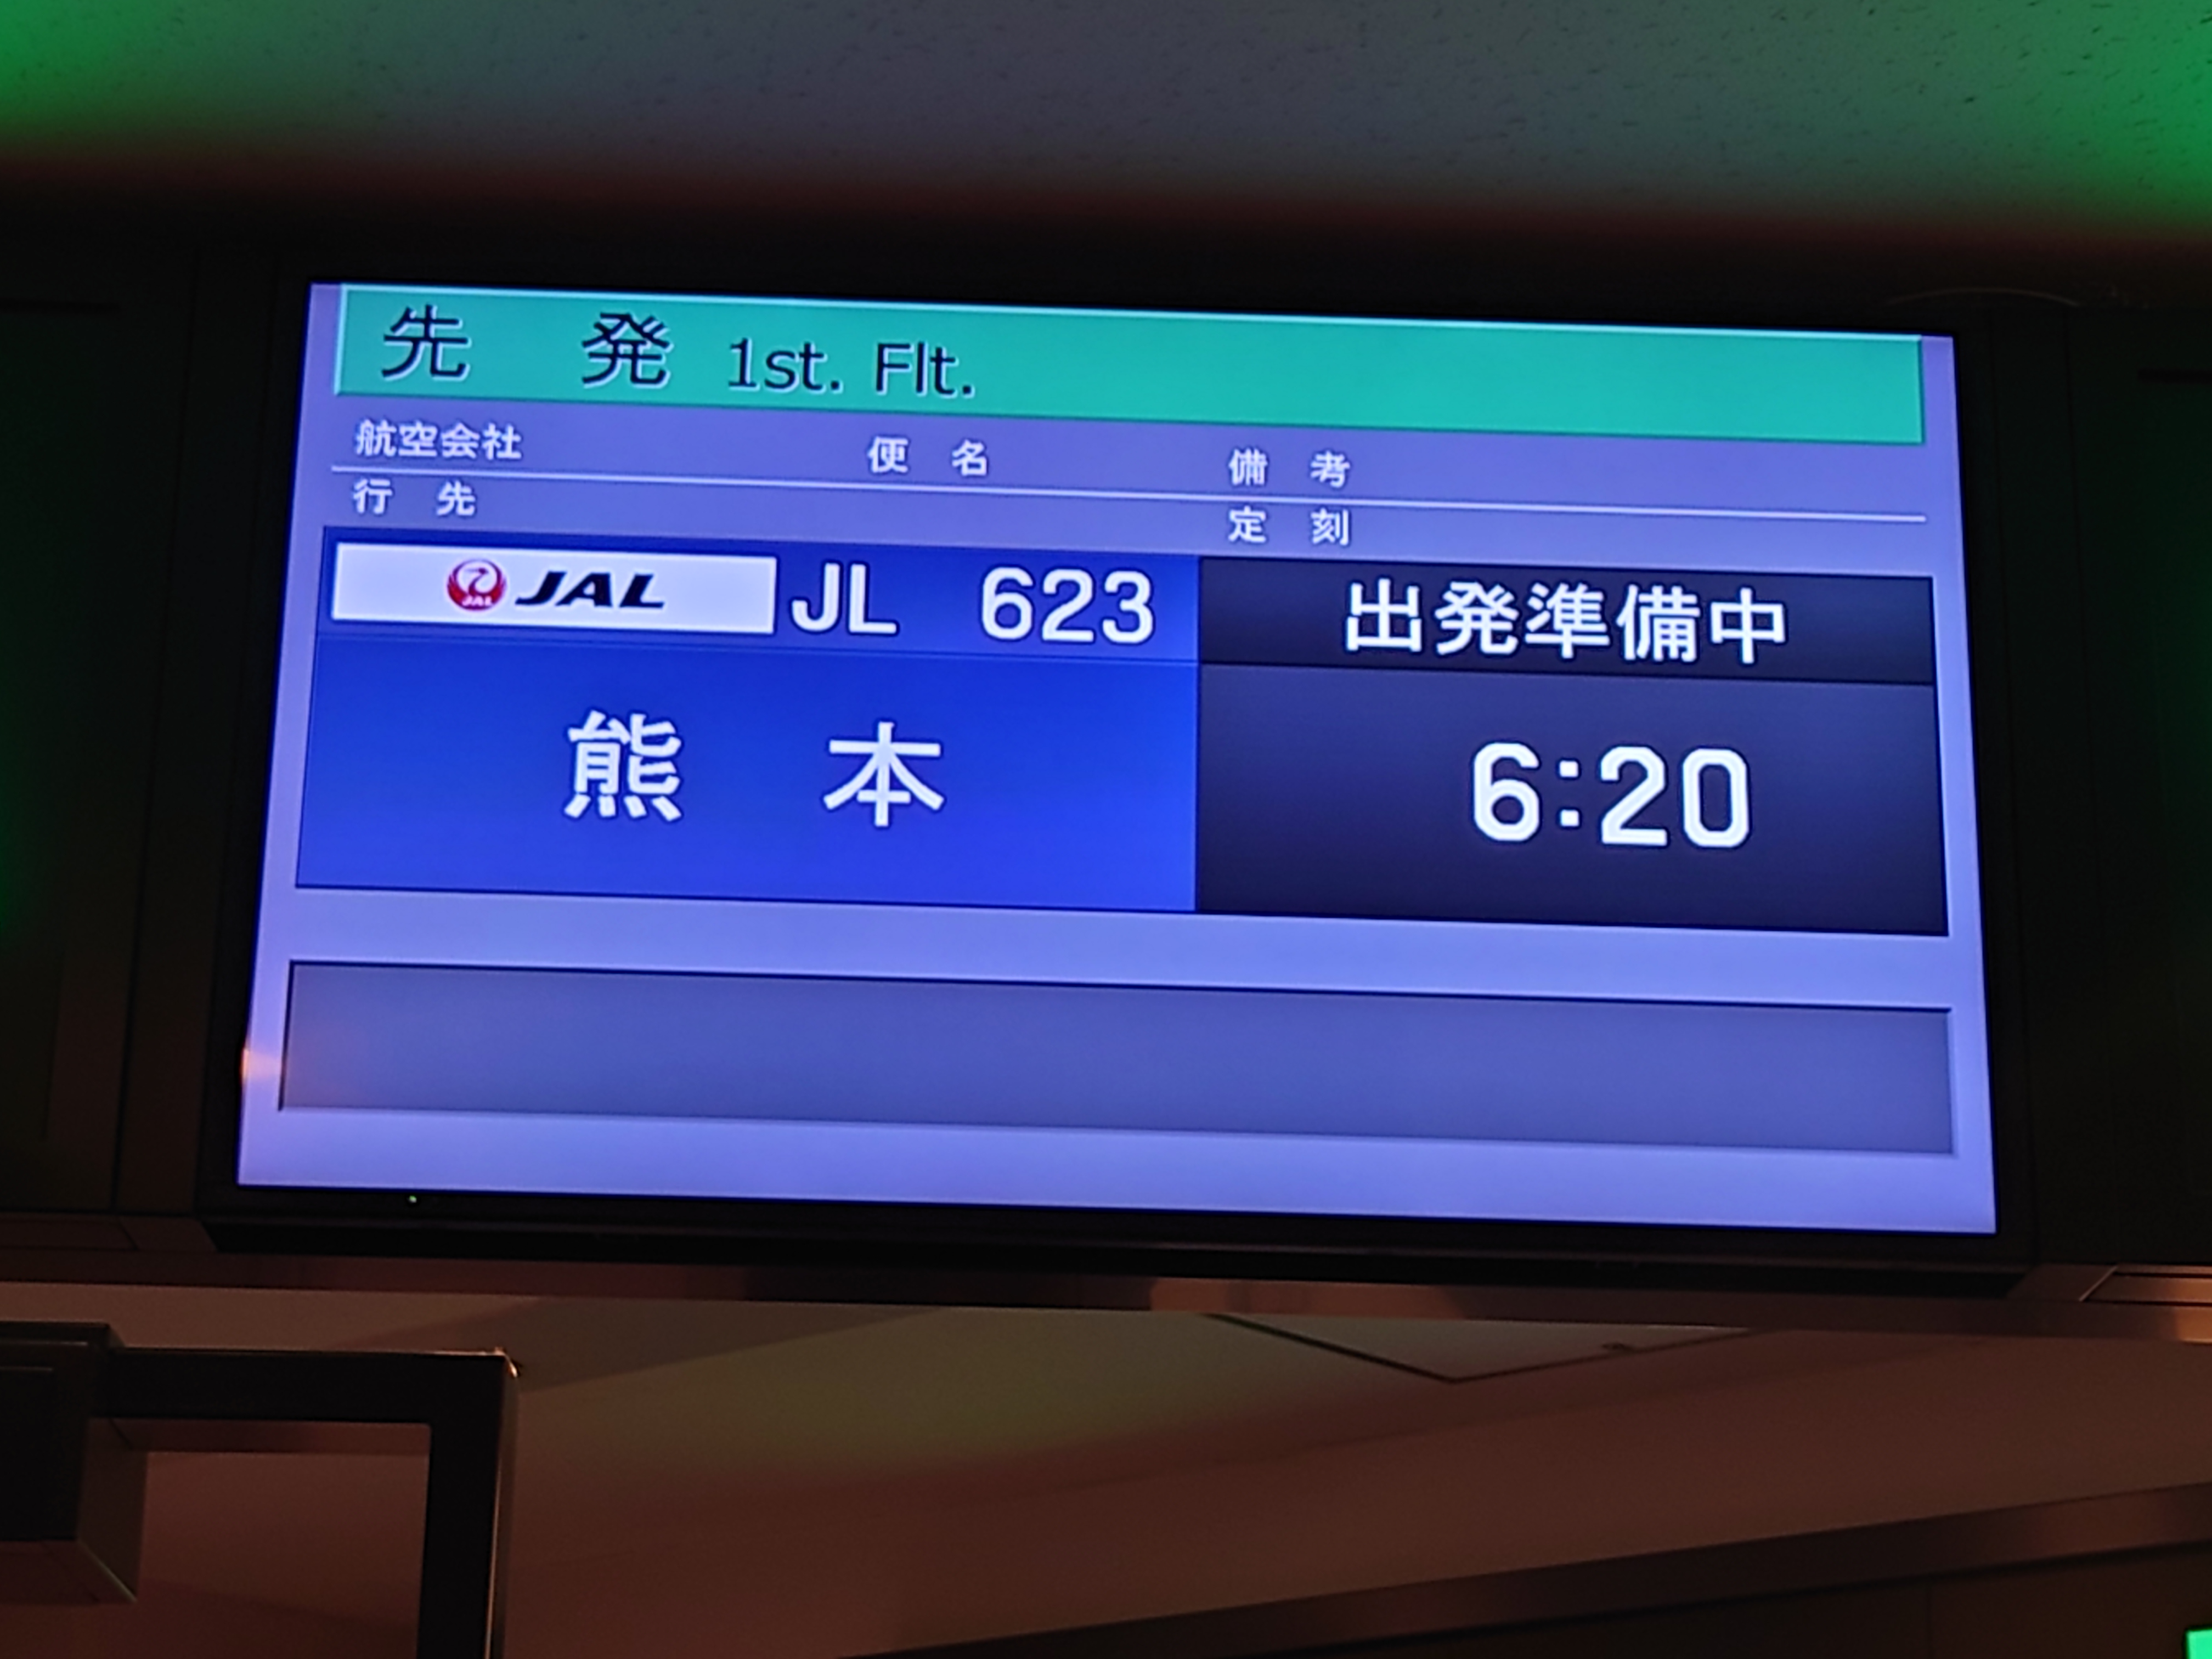 先 発 1st. Flt.
航空会社 便 名 備 考
行 先 定 刻
JAL JAL JL 623 出発準備中
熊 本 6:20